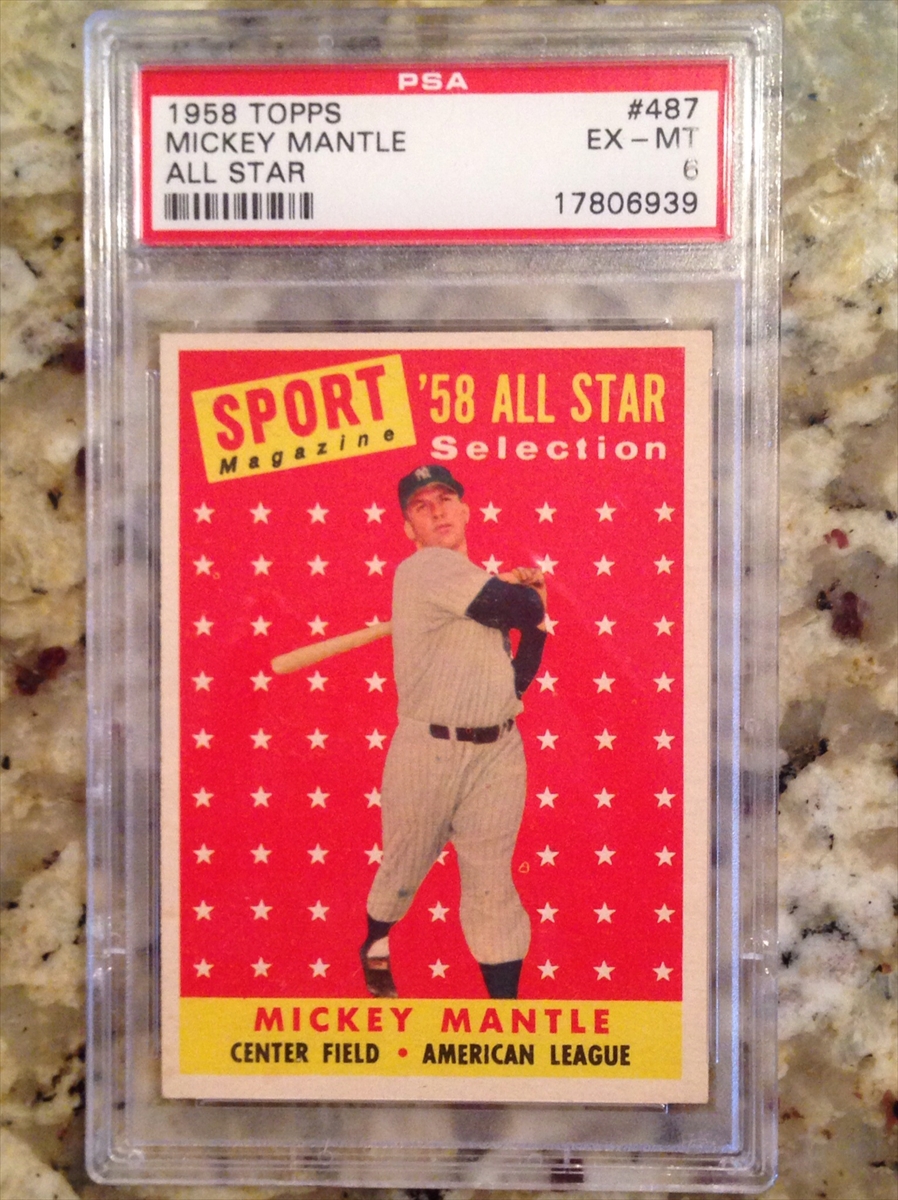 PSA
1958 TOPPS #487
MICKEY MANTLE EX - MT
ALL STAR 6
17806939
SPORT '58 ALL STAR
Magazine Selection
NY
MICKEY MANTLE
CENTER FIELD • AMERICAN LEAGUE